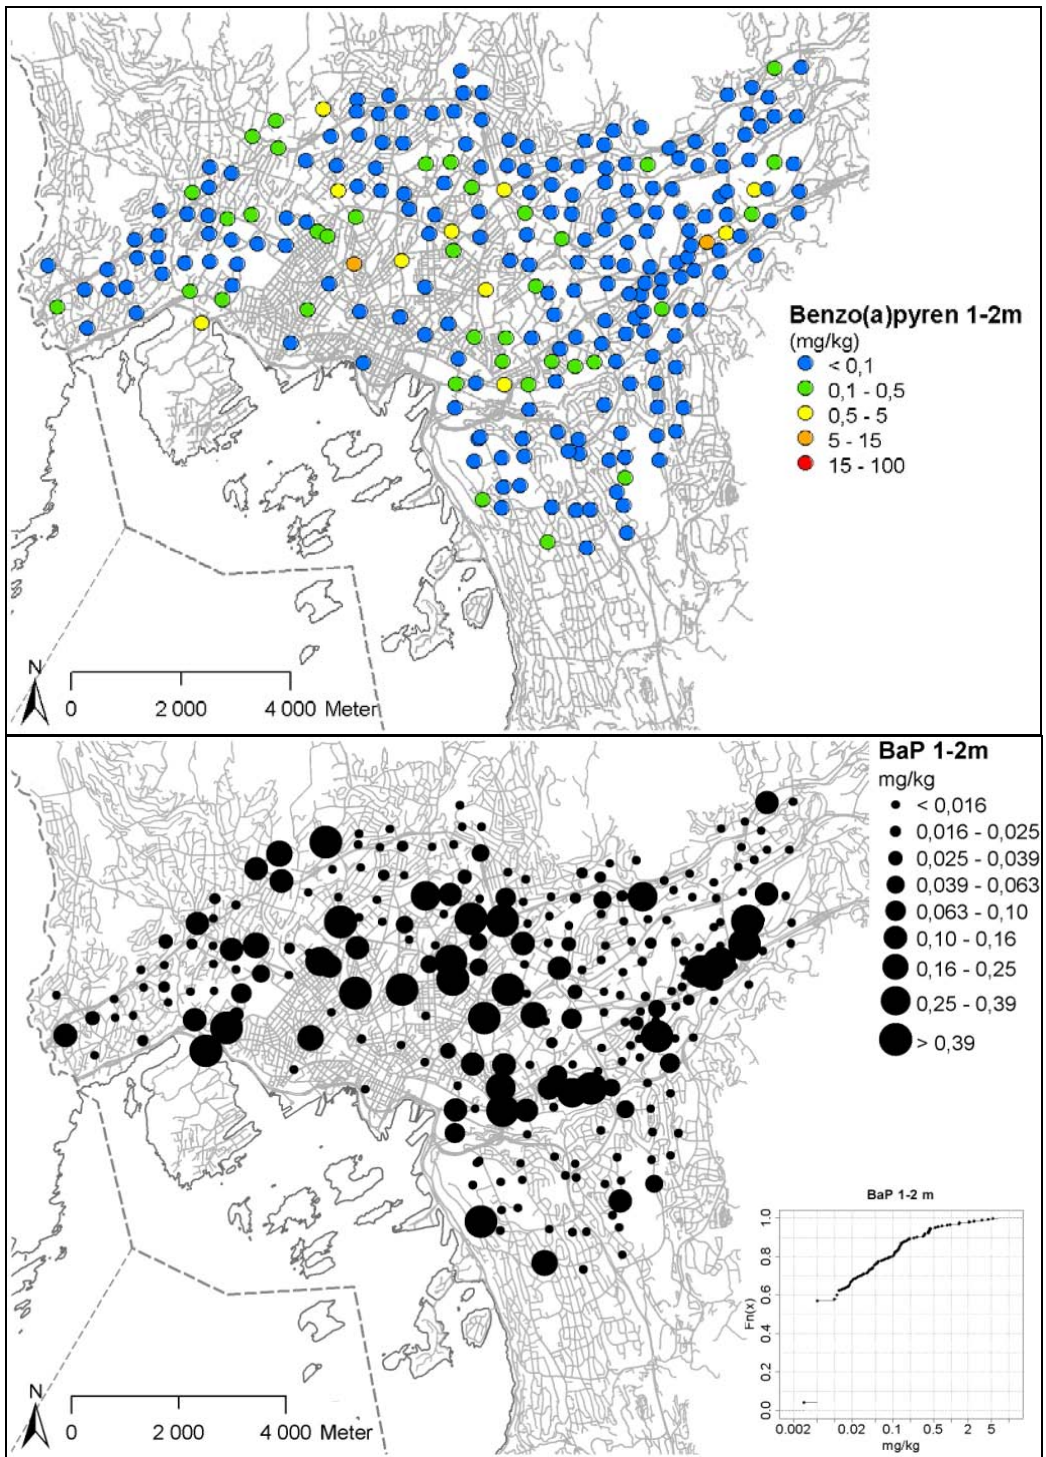 Benzo(a)pyren 1-2m
(mg/kg)
< 0,1
0,1 - 0,5
0,5 - 5
5 - 15
15 - 100
N
0 2 000 4 000 Meter
BaP 1-2m
mg/kg
< 0,016
0,016 - 0,025
0,025 - 0,039
0,039 - 0,063
0,063 - 0,10
0,10 - 0,16
0,16 - 0,25
0,25 - 0,39
> 0,39
N
0 2 000 4 000 Meter
BaP 1-2 m
Fn(x)
1.0
0.8
0.6
0.4
0.2
0.0
0.002 0.02 0.1 0.5 2 5
mg/kg